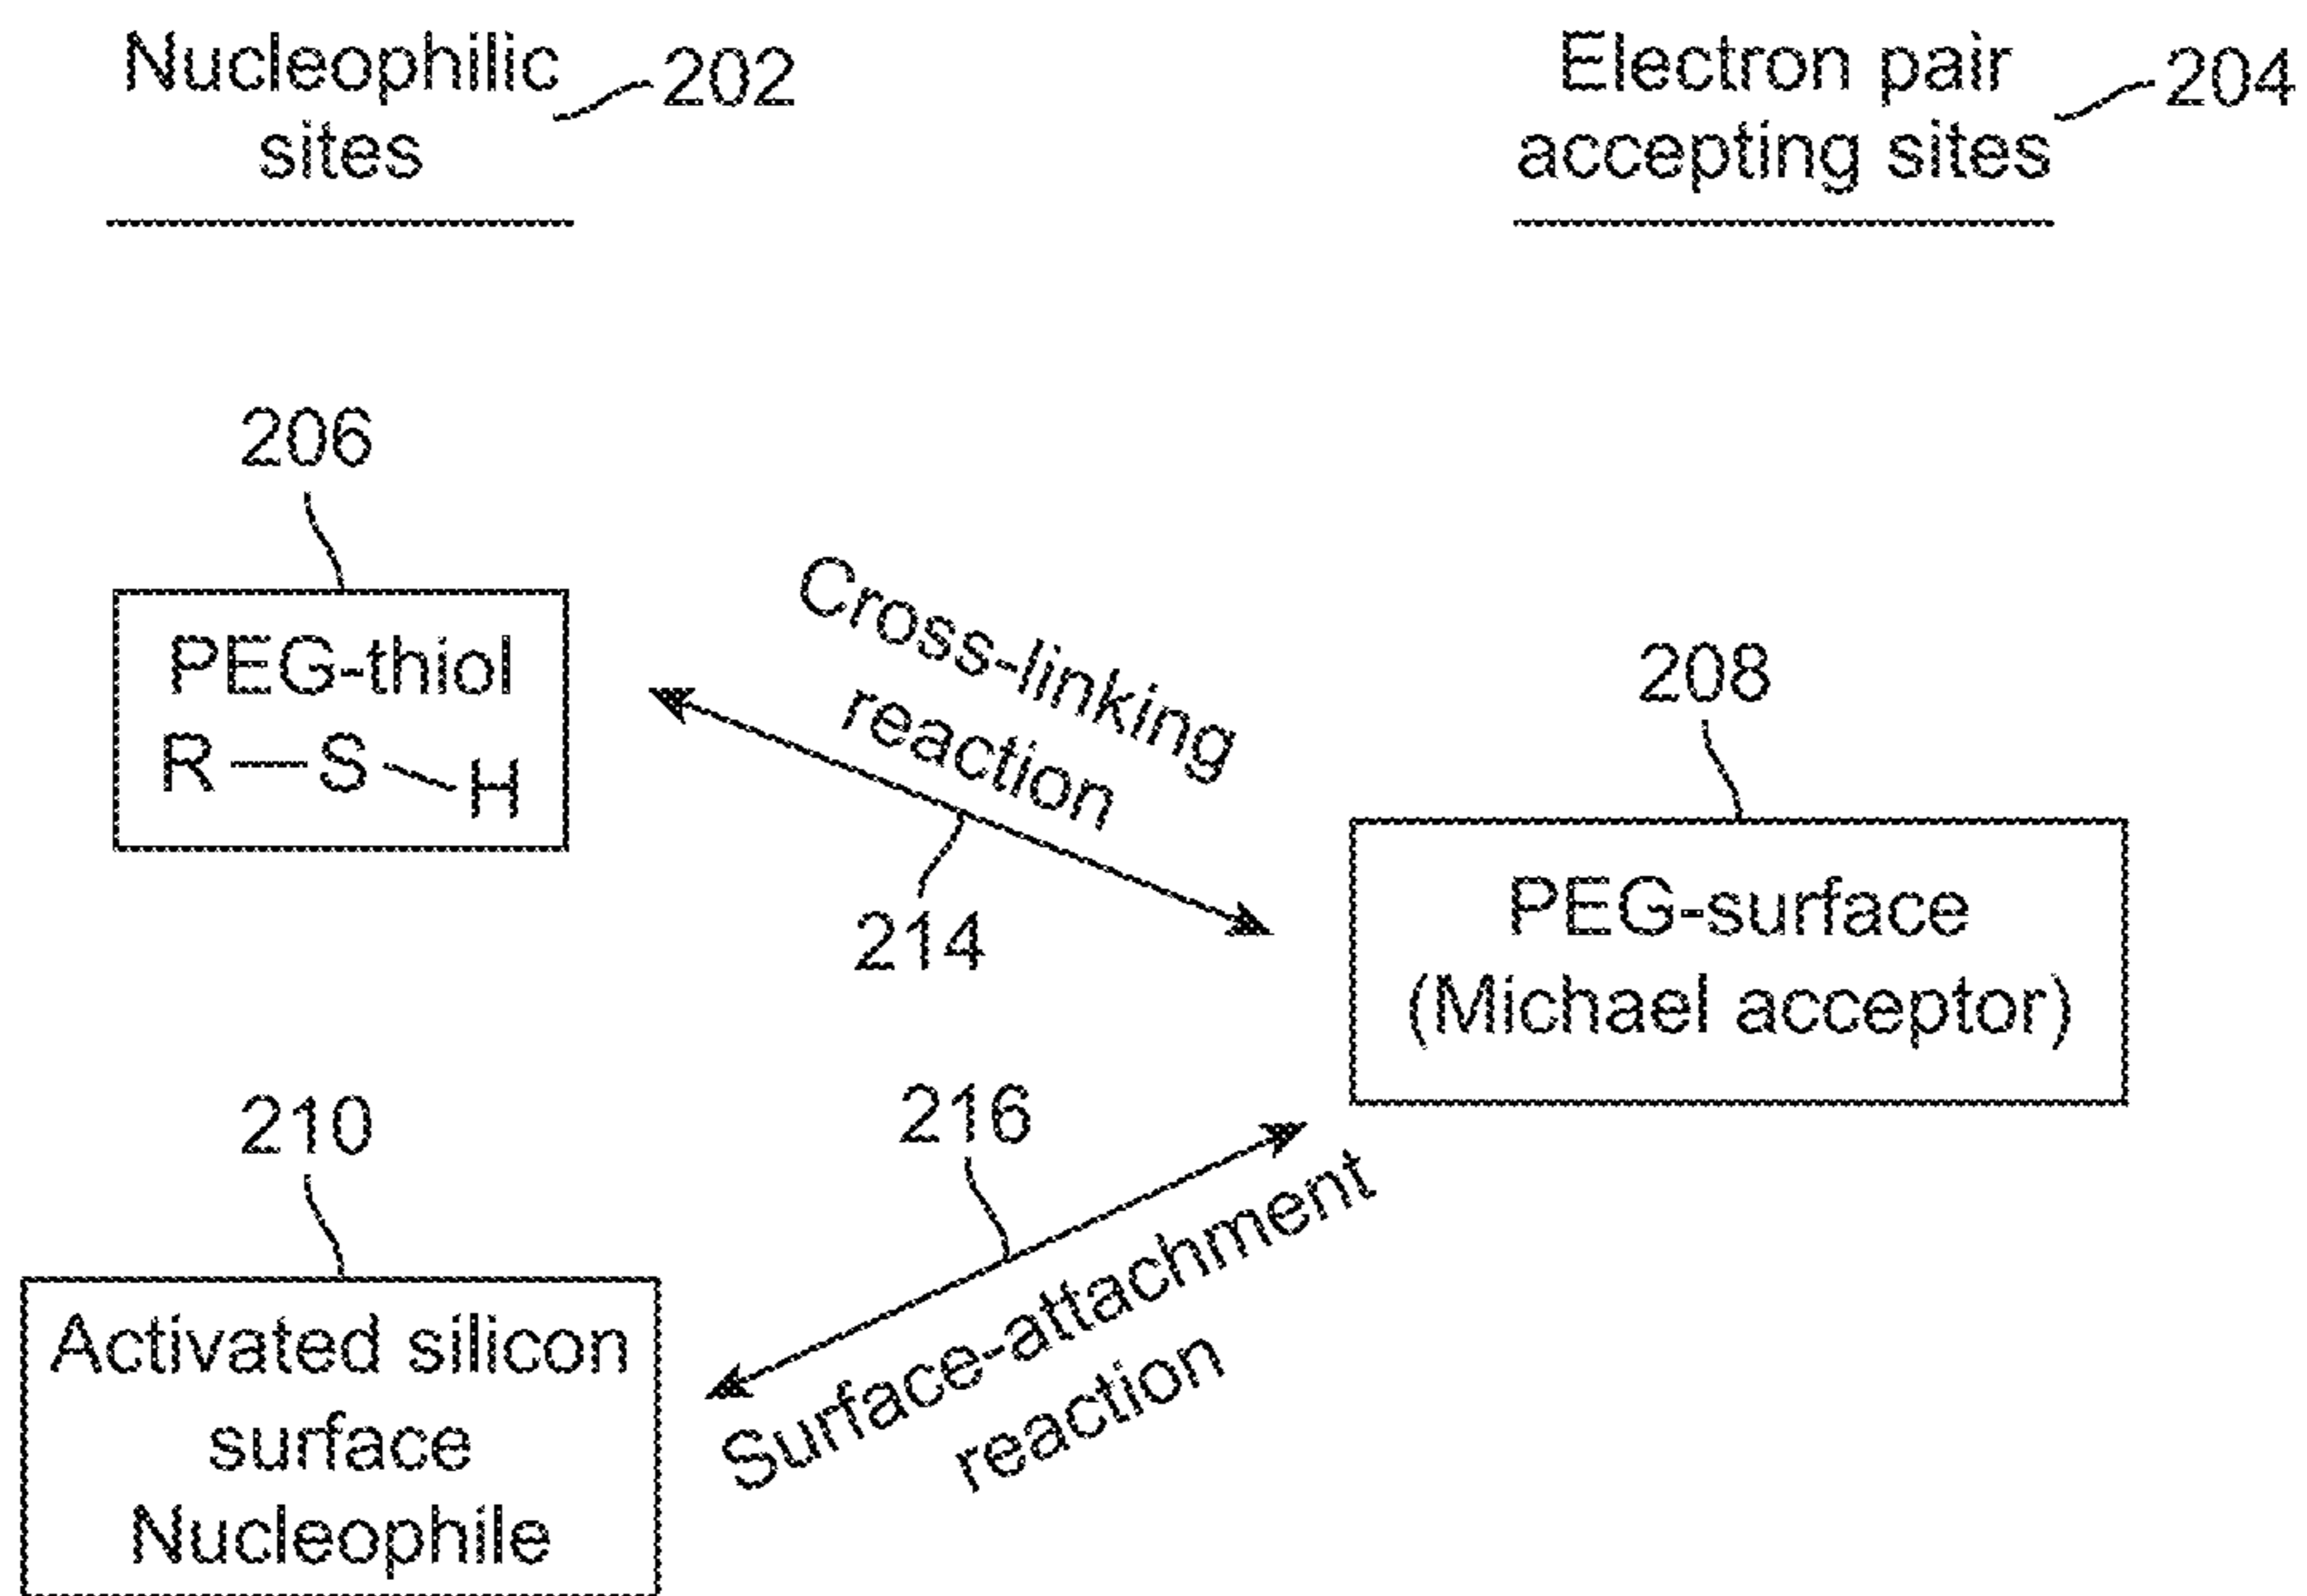 Nucleophilic
sites
202
Electron pair
accepting sites
204
206
PEG-thiol
R—S—H
Cross-linking
reaction
214
208
PEG-surface
(Michael acceptor)
210
Activated silicon
surface
Nucleophile
216
Surface-attachment
reaction